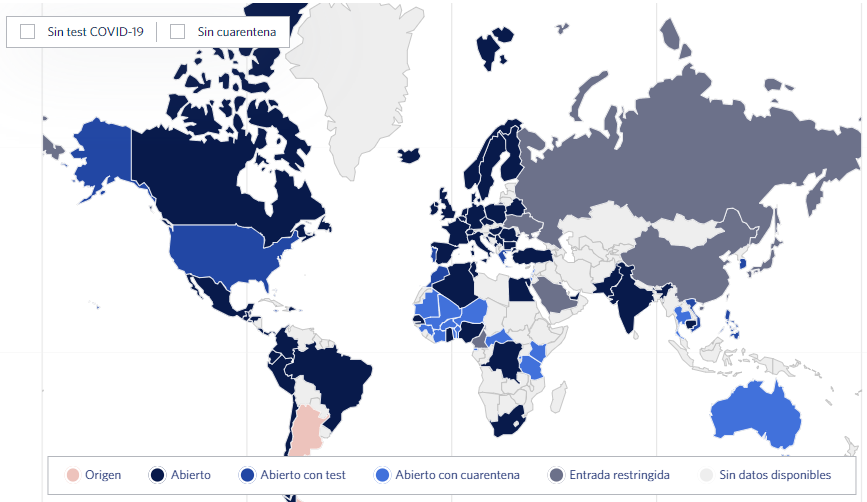 Sin test COVID-19
Sin cuarentena
Origen
Abierto
Abierto con test
Abierto con cuarentena
Entrada restringida
Sin datos disponibles